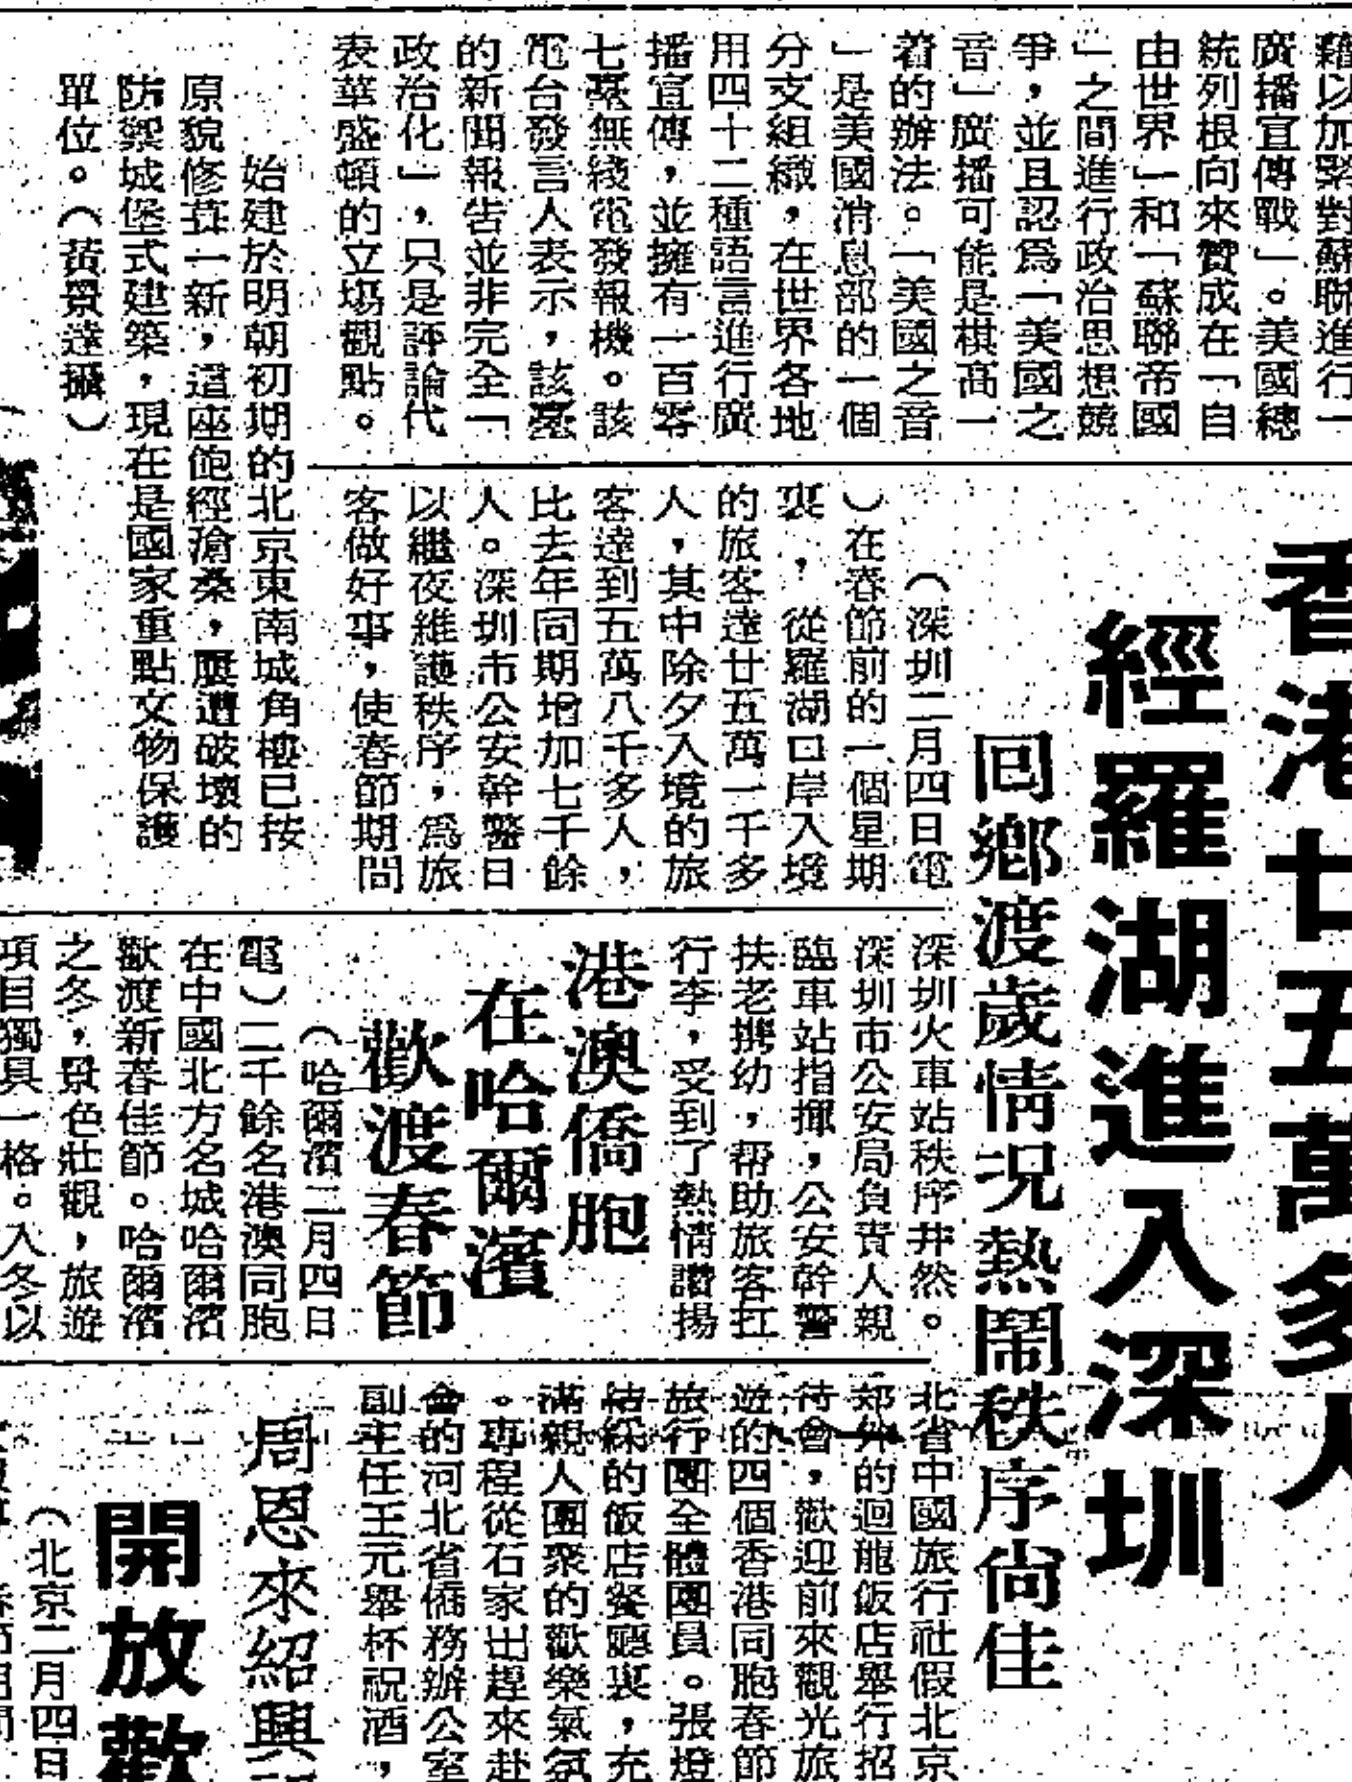 藉以加緊對蘇聯進行一
廣播宣傳戰」。美國總
統列根向來贊成在「自
由世界」和「蘇聯帝國
」之間進行政治思想競
爭，並且認爲「美國之
音」廣播可能是棋高一
着的辦法。「美國之音
」是美國消息部的一個
分支組織，在世界各地
用四十二種語言進行廣
播宣傳，並擁有一百零
七臺無綫電發報機。該
電台發言人表示，該臺
的新聞報告並非完全「
政治化」，只是評論代
表華盛頓的立場觀點。
始建於明朝初期的北京東南城角樓已按
原貌修葺一新，這座飽經滄桑，屢遭破壞的
防禦城堡式建築，現在是國家重點文物保護
單位。（黃景達攝）
香港廿五萬多人
經羅湖進入深圳
回鄉渡歲情況熱鬧秩序尙佳
（深圳二月四日電
）在春節前的一個星期
裏，從羅湖口岸入境
的旅客達廿五萬一千多
人，其中除夕入境的旅
客達到五萬八千多人，
比去年同期增加七千餘
人。深圳市公安幹警日
以繼夜維護秩序，爲旅
客做好事，使春節期間
深圳火車站秩序井然。
深圳市公安局負責人親
臨車站指揮，公安幹警
扶老携幼，帮助旅客扛
行李，受到了熱情讚揚
港澳僑胞
在哈爾濱
歡渡春節
（哈爾濱二月四日
電）二千餘名港澳同胞
在中國北方名城哈爾濱
歡渡新春佳節。哈爾濱
之冬，景色壯觀，旅遊
項目獨具一格。入冬以
北省中國旅行社假北京
郊外的迴龍飯店舉行招
待會，歡迎前來觀光旅
遊的四個香港同胞春節
旅行團全體團員。張燈
結綵的飯店餐廳裏，充
滿親人團聚的歡樂氣氛
。專程從石家出趕來赴
會的河北省僑務辦公室
副主任王元舉杯祝酒，
周恩來紹興
開放歡
（北京二月四日